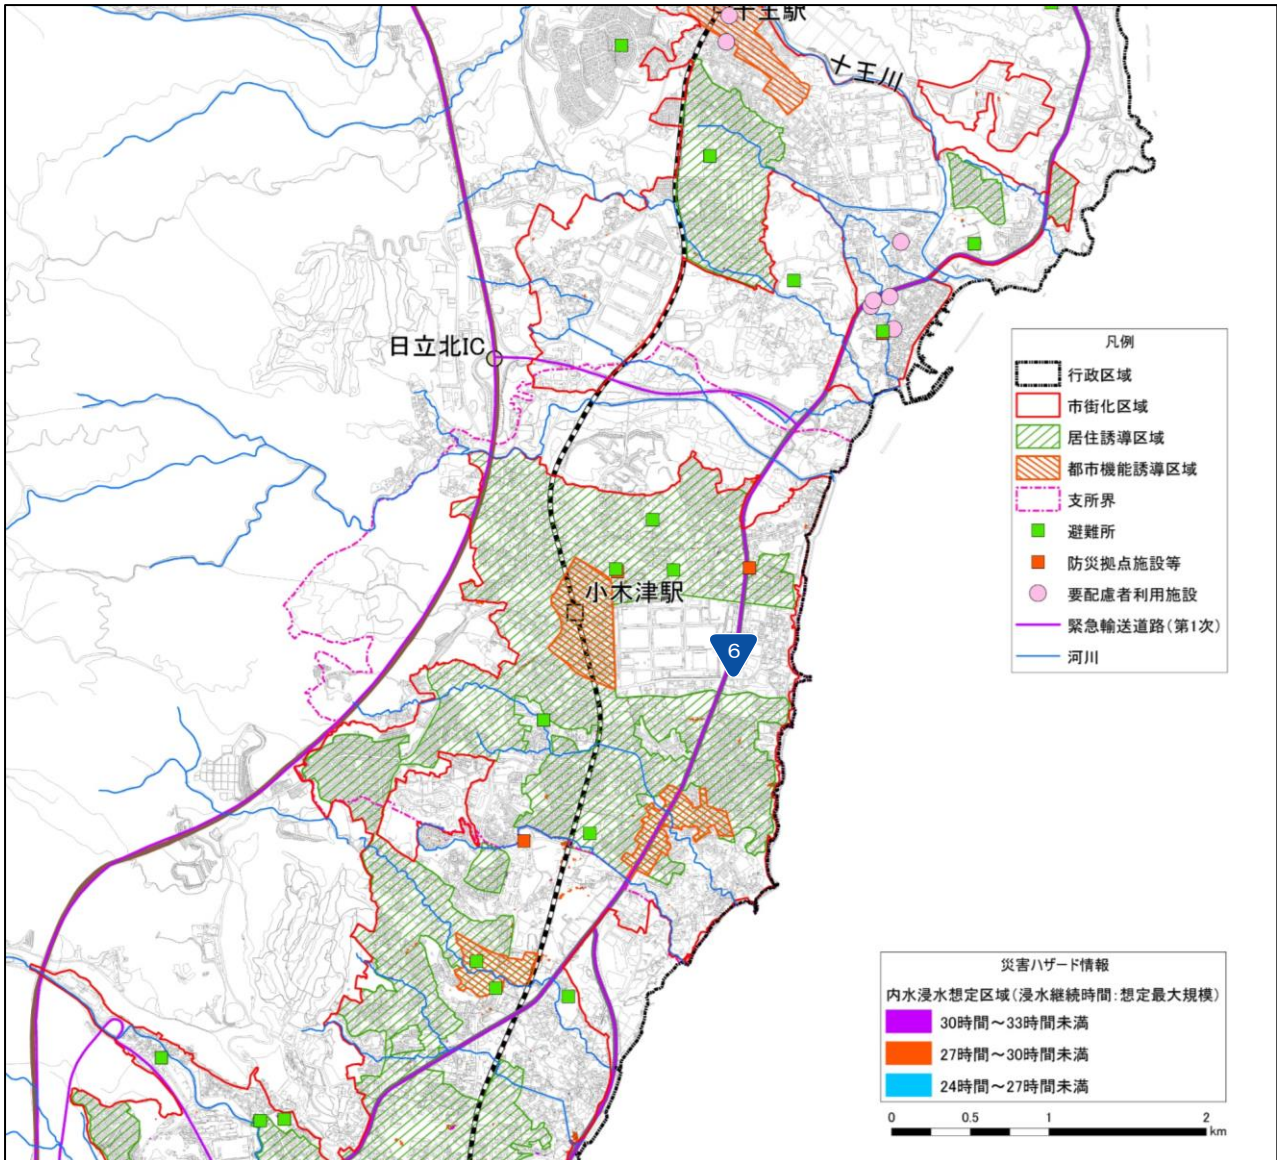 十王駅
十王川
日立北IC
凡例
行政区域
市街化区域
居住誘導区域
都市機能誘導区域
支所界
避難所
防災拠点施設等
要配慮者利用施設
緊急輸送道路(第1次)
河川
小木津駅
6
災害ハザード情報
内水浸水想定区域(浸水継続時間:想定最大規模)
30時間~33時間未満
27時間~30時間未満
24時間~27時間未満
0 0.5 1 2
km